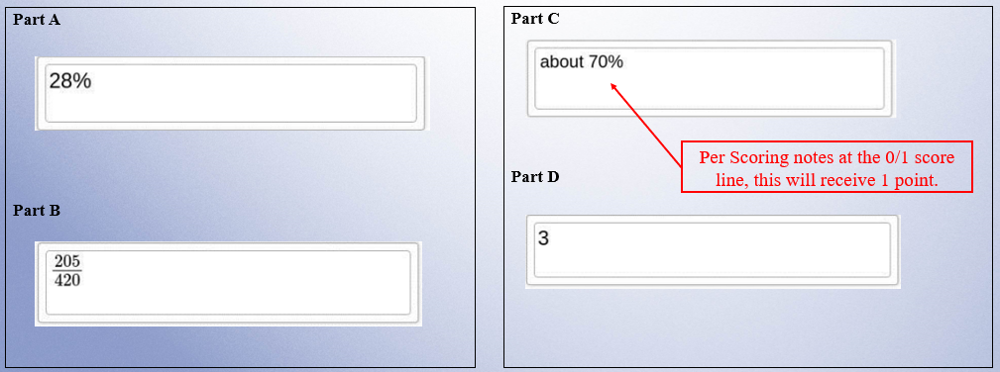 Part A
28%
Part B
205
420
Part C
about 70%
Per Scoring notes at the 0/1 score
line, this will receive 1 point.
Part D
3